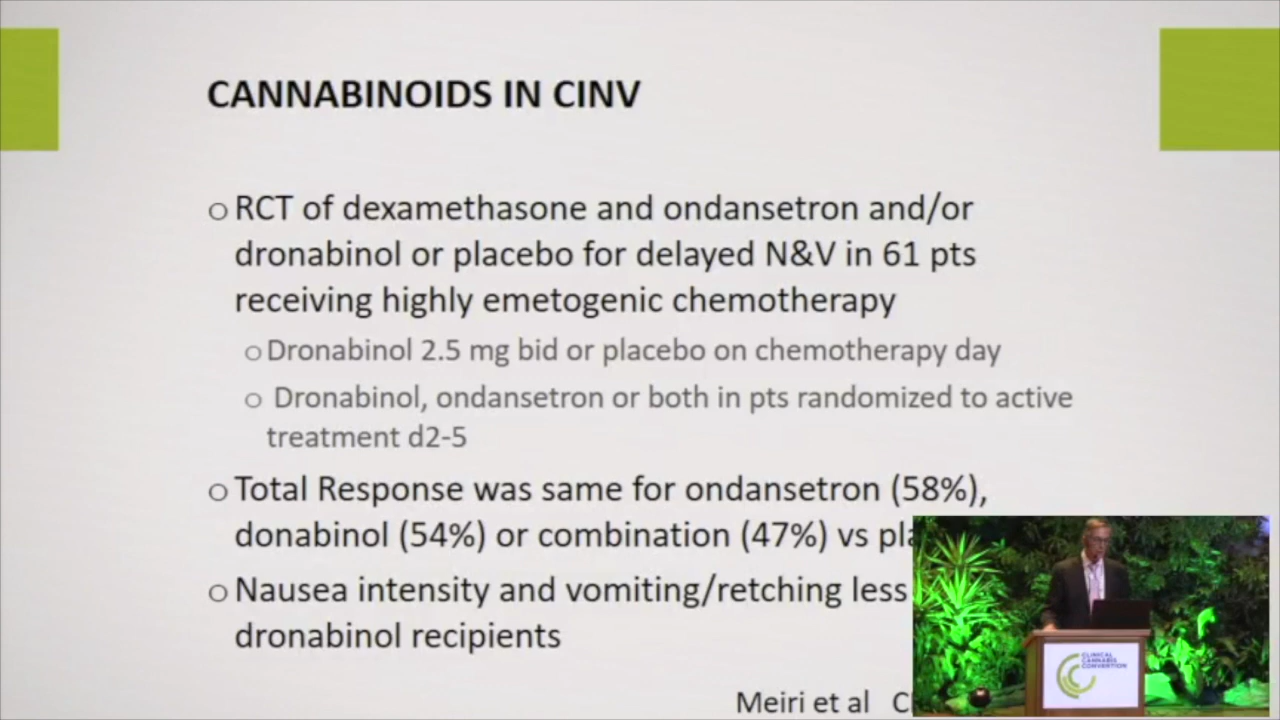 CANNABINOIDS IN CINV
o RCT of dexamethasone and ondansetron and/or
dronabinol or placebo for delayed N&V in 61 pts
receiving highly emetogenic chemotherapy
o Dronabinol 2.5 mg bid or placebo on chemotherapy day
o Dronabinol, ondansetron or both in pts randomized to active
treatment d2-5
o Total Response was same for ondansetron (58%),
donabinol (54%) or combination (47%) vs
o Nausea intensity and vomiting/retching less
dronabinol recipients
Meiri et al
CLINICAL
CANNABIS
CONVENTION